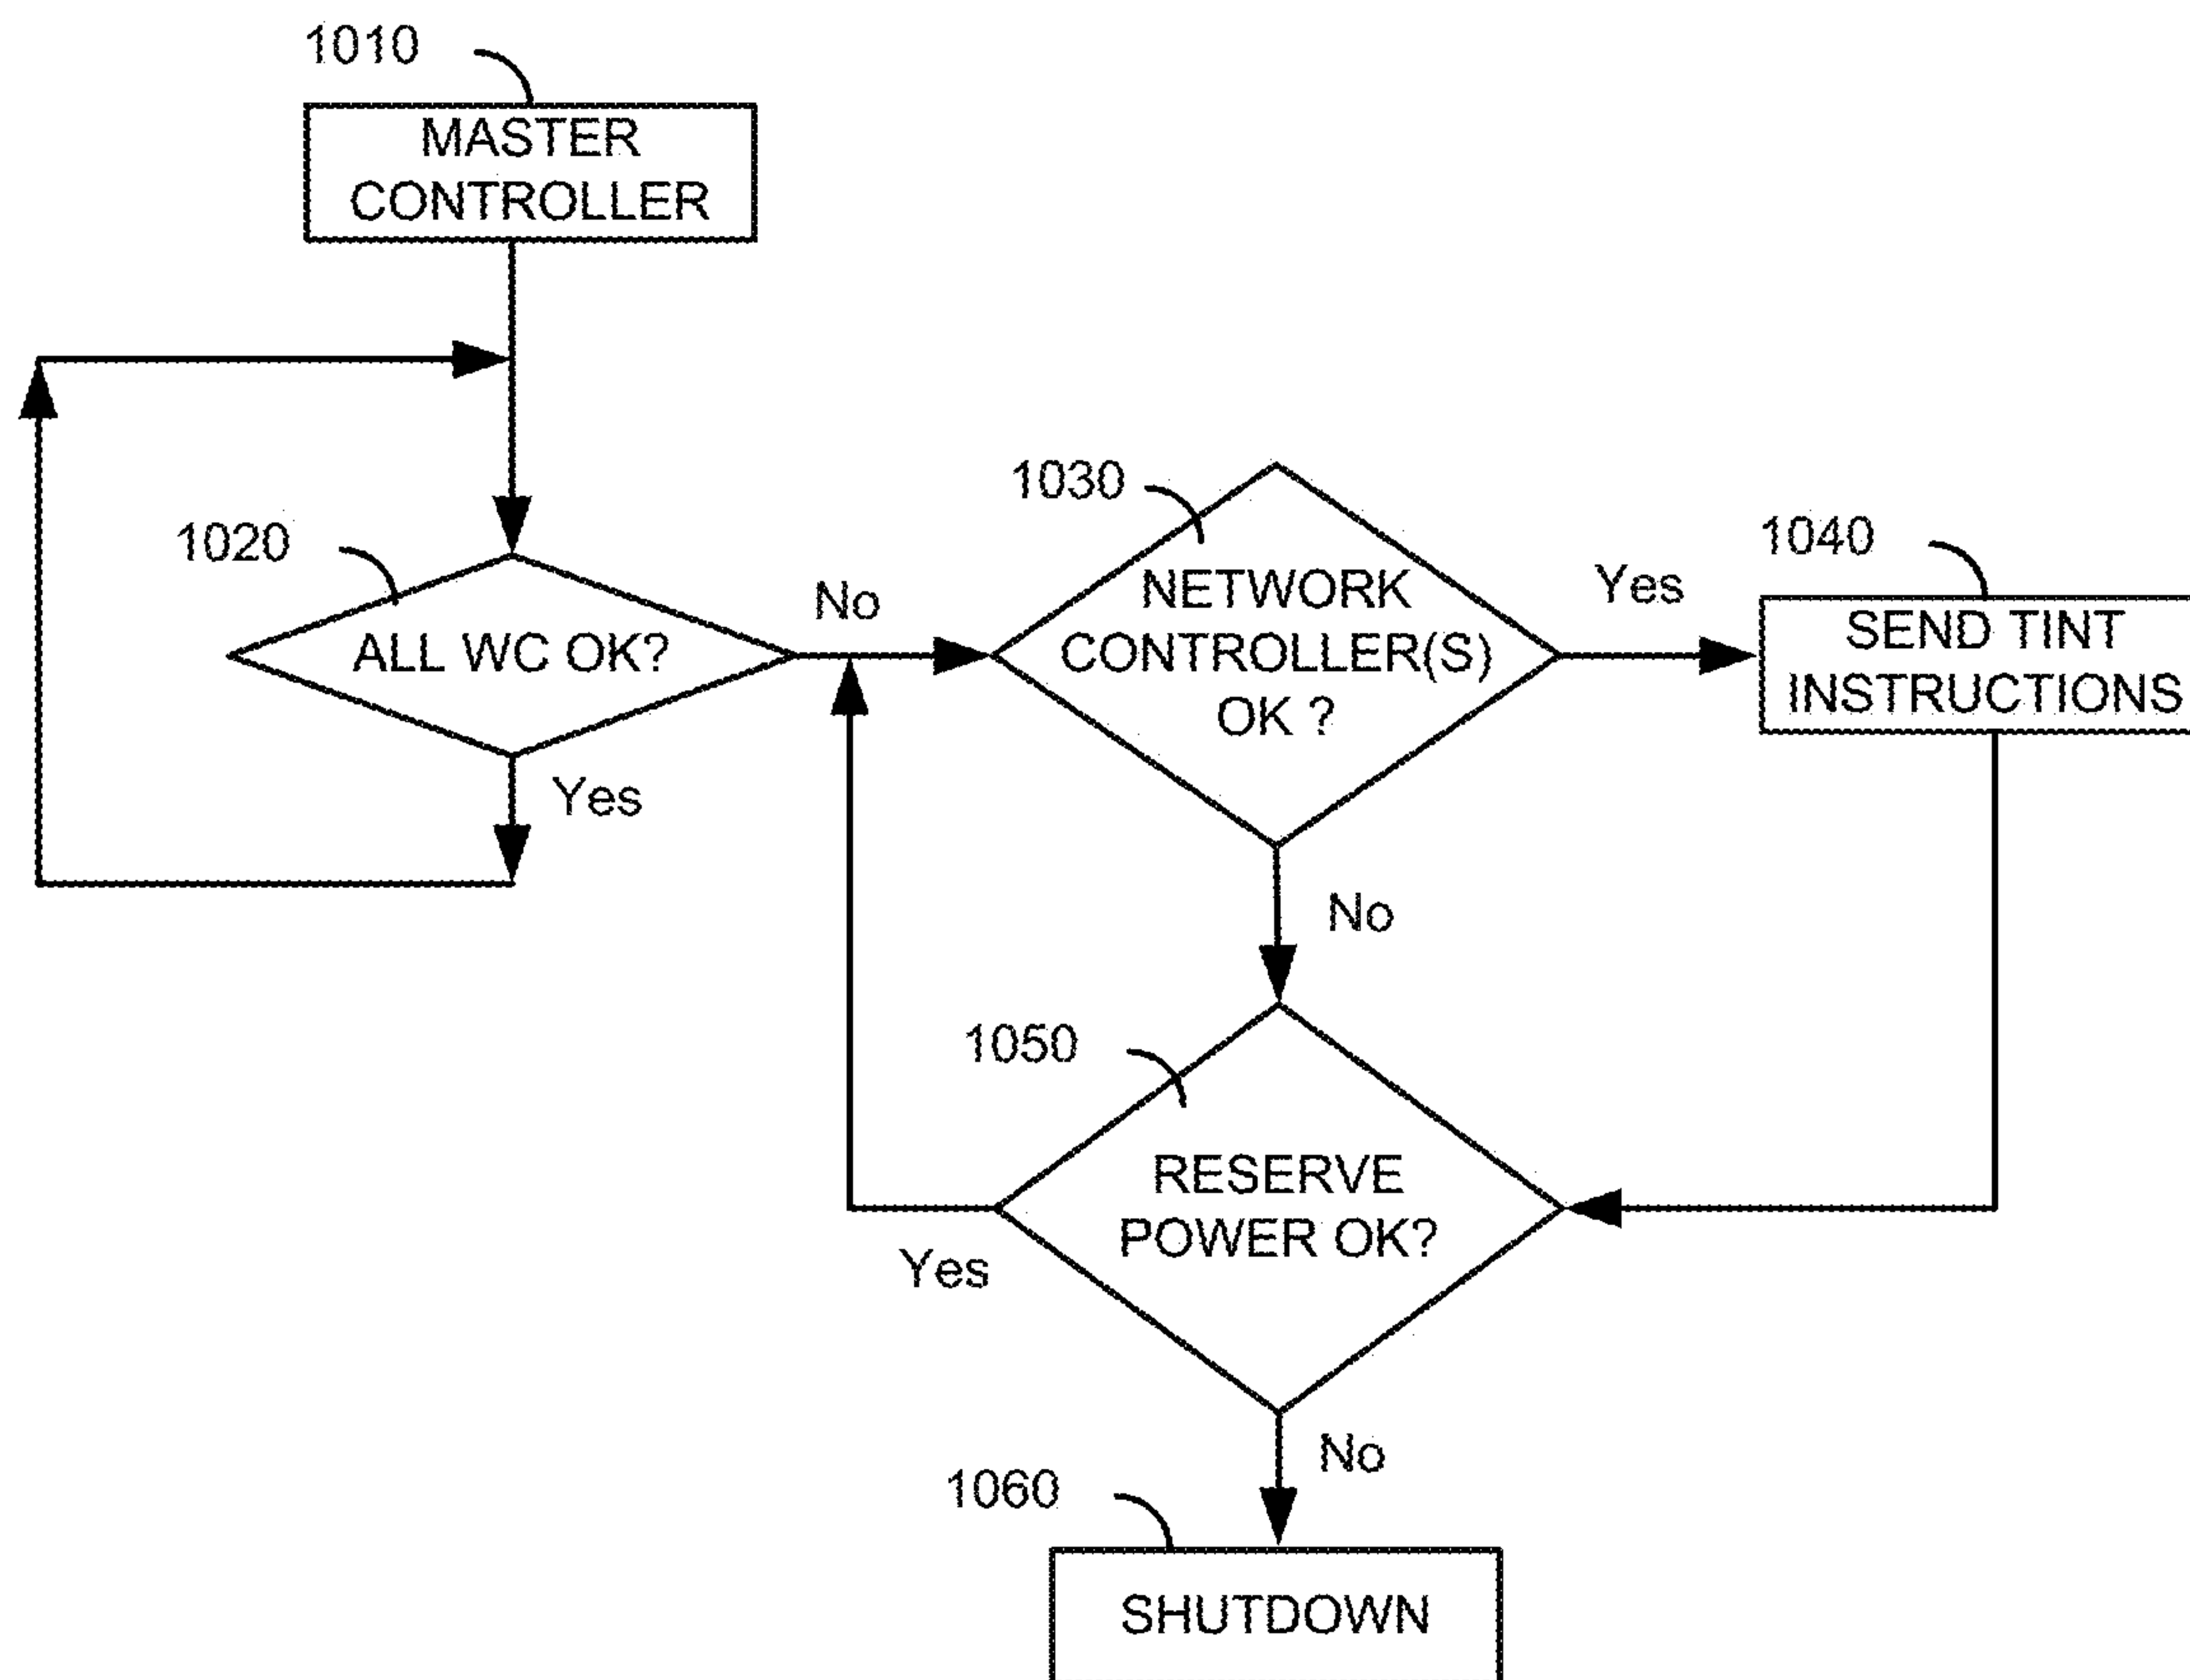 1010
MASTER
CONTROLLER
1020
ALL WC OK?
No
Yes
1030
NETWORK
CONTROLLER(S)
OK ?
Yes
No
1040
SEND TINT
INSTRUCTIONS
1050
RESERVE
POWER OK?
Yes
No
1060
SHUTDOWN